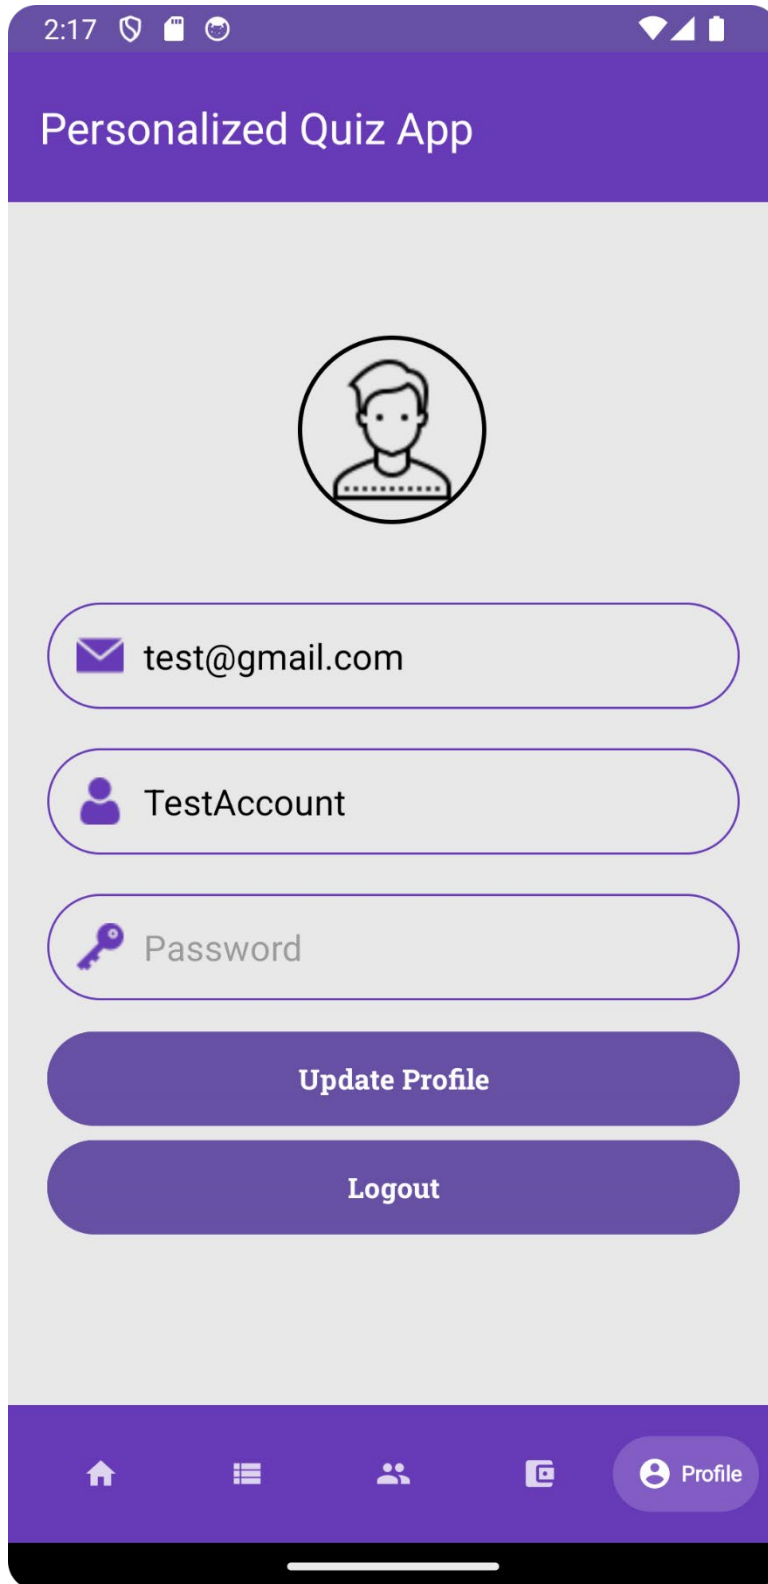 2:17
Personalized Quiz App
test@gmail.com
TestAccount
Password
Update Profile
Logout
Profile